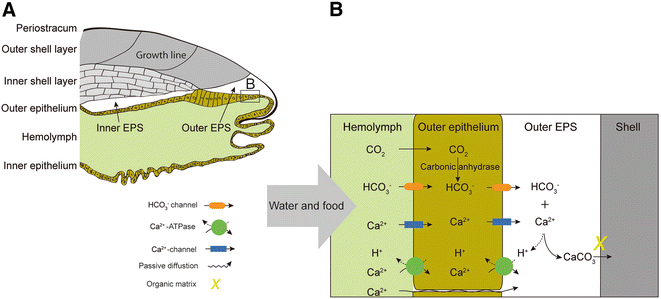 A
Periostracum
Outer shell layer
Growth line
Inner shell layer
B
Outer epithelium
Inner EPS
Outer EPS
Hemolymph
Inner epithelium
HCO3⁻ channel
Ca²⁺-ATPase
Ca²⁺-channel
Passive diffustion
Organic matrix
X
Water and food
B
Hemolymph
Outer epithelium
Outer EPS
Shell
CO2
CO2
Carbonic anhydrase
HCO3⁻
HCO3⁻
HCO3⁻
+
Ca²⁺
Ca²⁺
Ca²⁺
H⁺
H⁺
H⁺
Ca²⁺
Ca²⁺
CaCO3
X
Ca²⁺